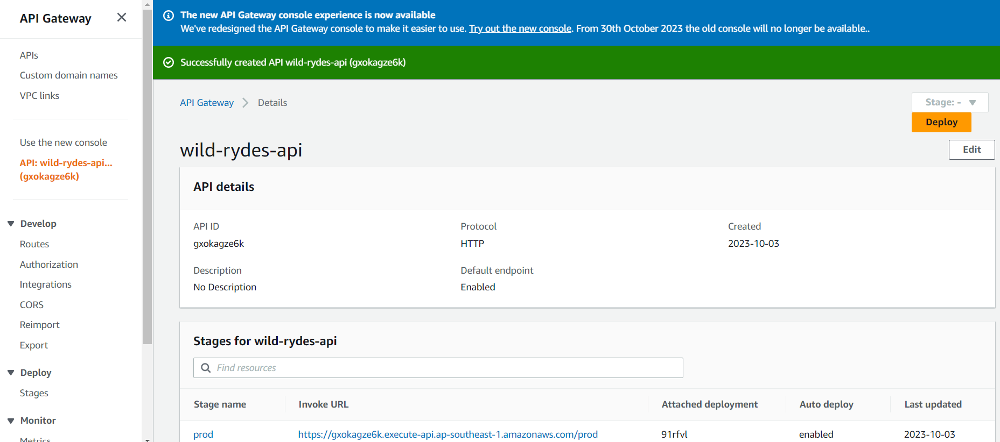 API Gateway
APIs
Custom domain names
VPC links
Use the new console
API: wild-rydes-api...
(gxokagze6k)
Develop
Routes
Authorization
Integrations
CORS
Reimport
Export
Deploy
Stages
Monitor
Metrics
The new API Gateway console experience is now available
We've redesigned the API Gateway console to make it easier to use. Try out the new console. From 30th October 2023 the old console will no longer be available..
Successfully created API wild-rydes-api (gxokagze6k)
API Gateway Details
Stage: -
Deploy
wild-rydes-api
Edit
API details
API ID Protocol Created
gxokagze6k HTTP 2023-10-03
Description Default endpoint
No Description Enabled
Stages for wild-rydes-api
Find resources
Stage name Invoke URL Attached deployment Auto deploy Last updated
prod https://gxokagze6k.execute-api.ap-southeast-1.amazonaws.com/prod 91rfvl enabled 2023-10-03